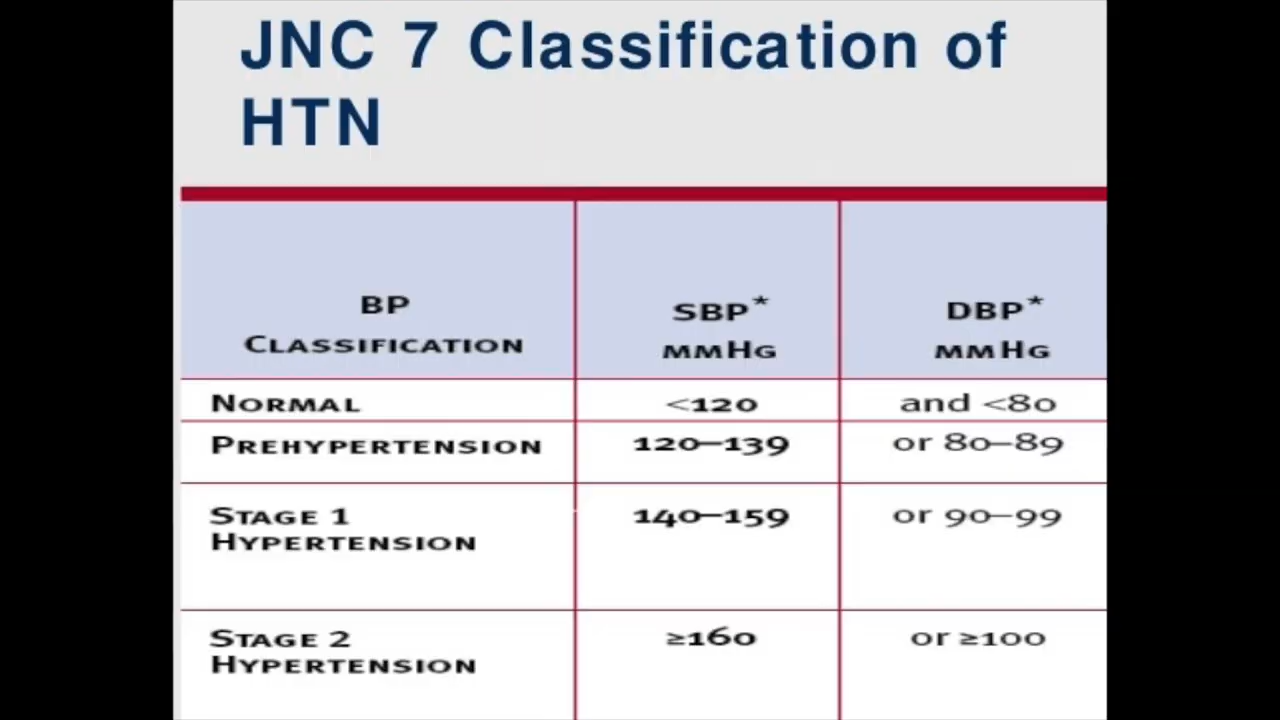 JNC 7 Classification of
HTN
BP
CLASSIFICATION
SBP*
MMHG
DBP*
MMHG
NORMAL
<120
and <80
PREHYPERTENSION
120–139
or 80–89
STAGE 1
HYPERTENSION
140–159
or 90–99
STAGE 2
HYPERTENSION
≥160
or ≥100